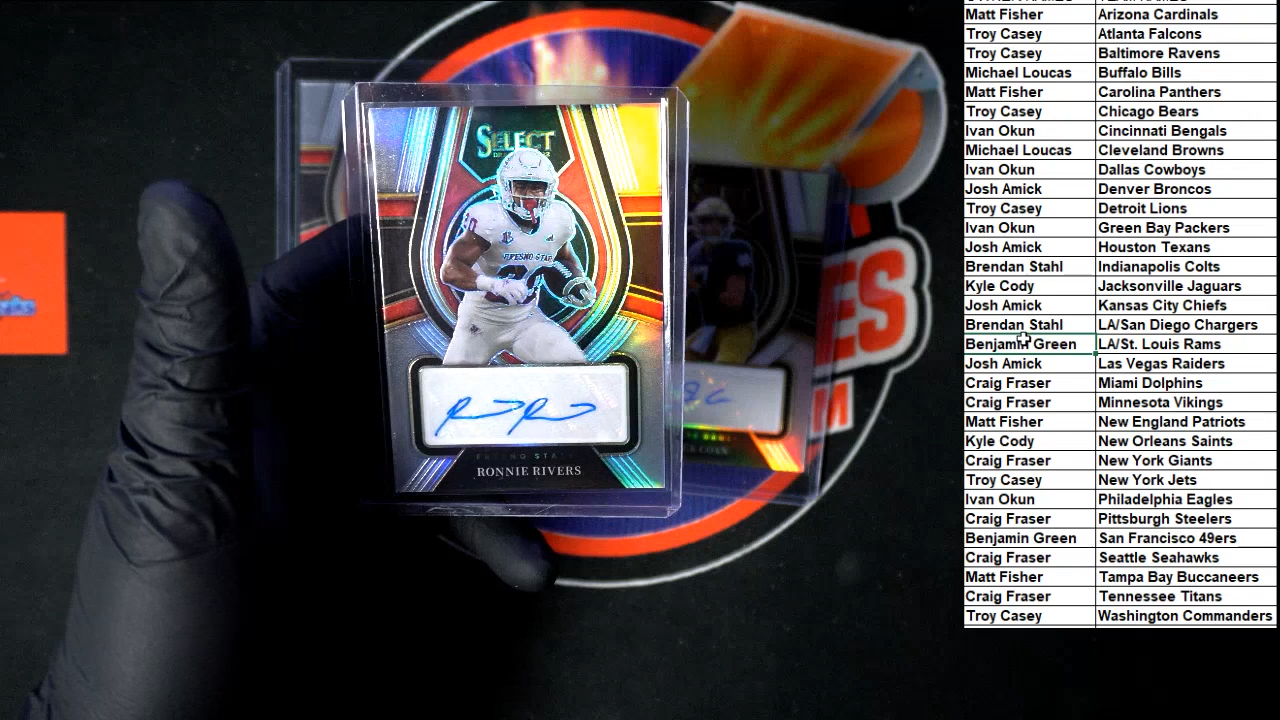 Matt Fisher Arizona Cardinals
Troy Casey Atlanta Falcons
Troy Casey Baltimore Ravens
Michael Loucas Buffalo Bills
Matt Fisher Carolina Panthers
Troy Casey Chicago Bears
Ivan Okun Cincinnati Bengals
Michael Loucas Cleveland Browns
Ivan Okun Dallas Cowboys
Josh Amick Denver Broncos
Troy Casey Detroit Lions
Ivan Okun Green Bay Packers
Josh Amick Houston Texans
Brendan Stahl Indianapolis Colts
Kyle Cody Jacksonville Jaguars
Josh Amick Kansas City Chiefs
Brendan Stahl LA/San Diego Chargers
Benjamin Green LA/St. Louis Rams
Josh Amick Las Vegas Raiders
Craig Fraser Miami Dolphins
Craig Fraser Minnesota Vikings
Matt Fisher New England Patriots
Kyle Cody New Orleans Saints
Craig Fraser New York Giants
Troy Casey New York Jets
Ivan Okun Philadelphia Eagles
Craig Fraser Pittsburgh Steelers
Benjamin Green San Francisco 49ers
Craig Fraser Seattle Seahawks
Matt Fisher Tampa Bay Buccaneers
Craig Fraser Tennessee Titans
Troy Casey Washington Commanders
SELECT
FRESNO STATE
FRESNO STATE
RONNIE RIVERS